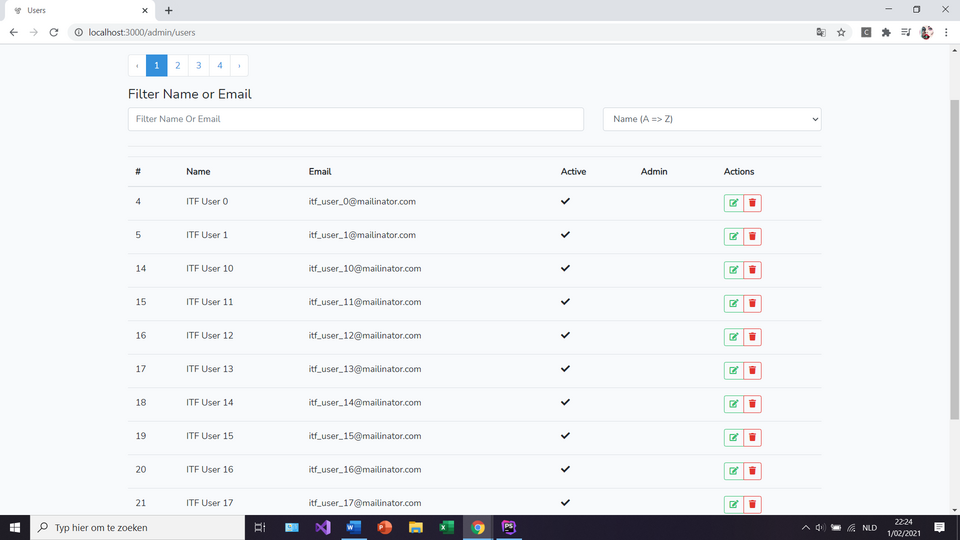 Users
localhost:3000/admin/users
‹ 1 2 3 4 ›
Filter Name or Email
Filter Name Or Email
Name (A => Z)
# Name Email Active Admin Actions
4 ITF User 0 itf_user_0@mailinator.com
5 ITF User 1 itf_user_1@mailinator.com
14 ITF User 10 itf_user_10@mailinator.com
15 ITF User 11 itf_user_11@mailinator.com
16 ITF User 12 itf_user_12@mailinator.com
17 ITF User 13 itf_user_13@mailinator.com
18 ITF User 14 itf_user_14@mailinator.com
19 ITF User 15 itf_user_15@mailinator.com
20 ITF User 16 itf_user_16@mailinator.com
21 ITF User 17 itf_user_17@mailinator.com
Typ hier om te zoeken
NLD
22:24
1/02/2021